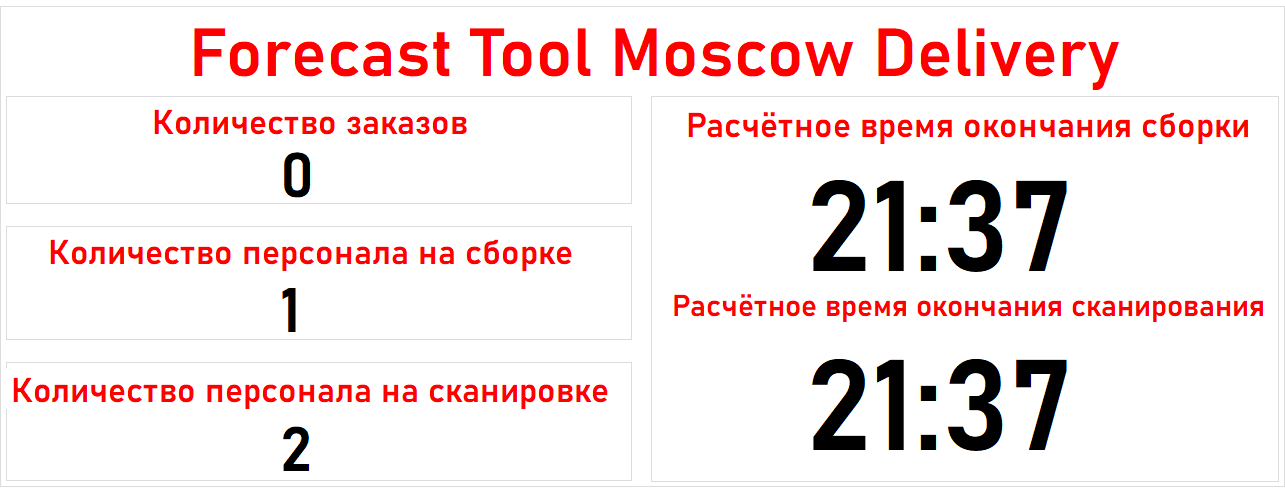 Forecast Tool Moscow Delivery
Количество заказов
0
Количество персонала на сборке
1
Количество персонала на сканировке
2
Расчётное время окончания сборки
21:37
Расчётное время окончания сканирования
21:37